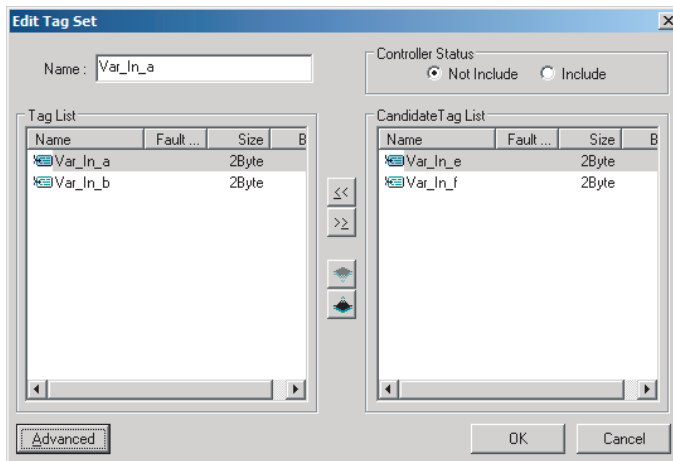 Edit Tag Set
Name : Var_In_a
Controller Status
Not Include Include
Tag List
Name Fault ... Size B
Var_In_a 2Byte
Var_In_b 2Byte
<<
>>
CandidateTag List
Name Fault ... Size B
Var_In_e 2Byte
Var_In_f 2Byte
Advanced OK Cancel